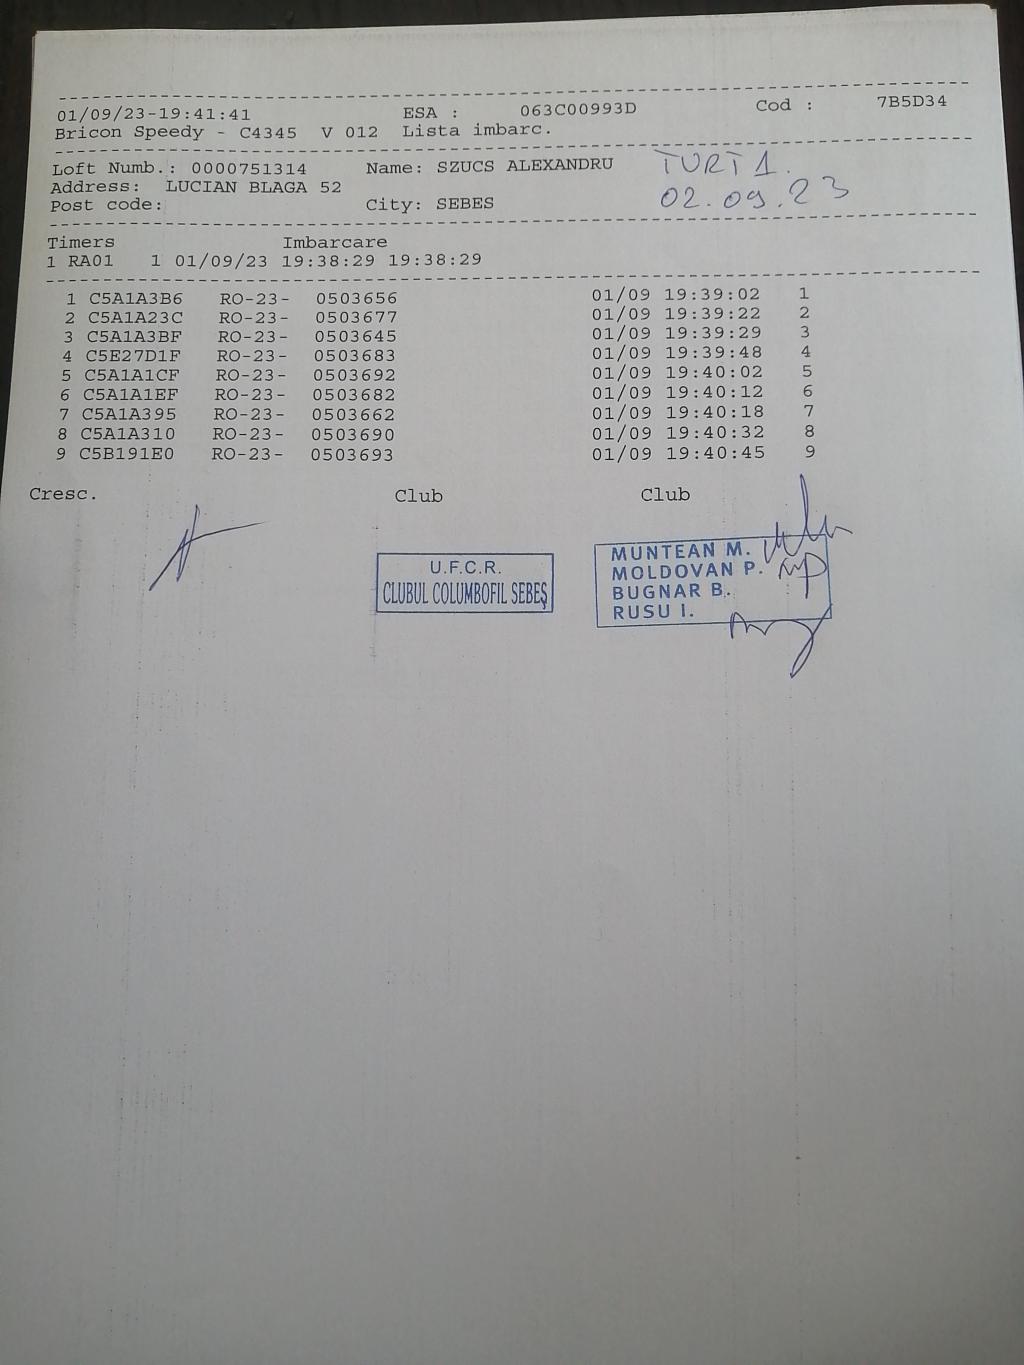 01/09/23-19:41:41 ESA : 063C00993D Cod : 7B5D34
Bricon Speedy - C4345 V 012 Lista imbarc.
Loft Numb.: 0000751314 Name: SZUCS ALEXANDRU TURT 1.
Address: LUCIAN BLAGA 52 02.09.23
Post code: City: SEBES
Timers Imbarcare
1 RA01 1 01/09/23 19:38:29 19:38:29
1 C5A1A3B6 RO-23- 0503656 01/09 19:39:02 1
2 C5A1A23C RO-23- 0503677 01/09 19:39:22 2
3 C5A1A3BF RO-23- 0503645 01/09 19:39:29 3
4 C5E27D1F RO-23- 0503683 01/09 19:39:48 4
5 C5A1A1CF RO-23- 0503692 01/09 19:40:02 5
6 C5A1A1EF RO-23- 0503682 01/09 19:40:12 6
7 C5A1A395 RO-23- 0503662 01/09 19:40:18 7
8 C5A1A310 RO-23- 0503690 01/09 19:40:32 8
9 C5B191E0 RO-23- 0503693 01/09 19:40:45 9
Cresc. Club Club
U.F.C.R.
CLUBUL COLUMBOFIL SEBEȘ
MUNTEAN M.
MOLDOVAN P.
BUGNAR B.
RUSU I.